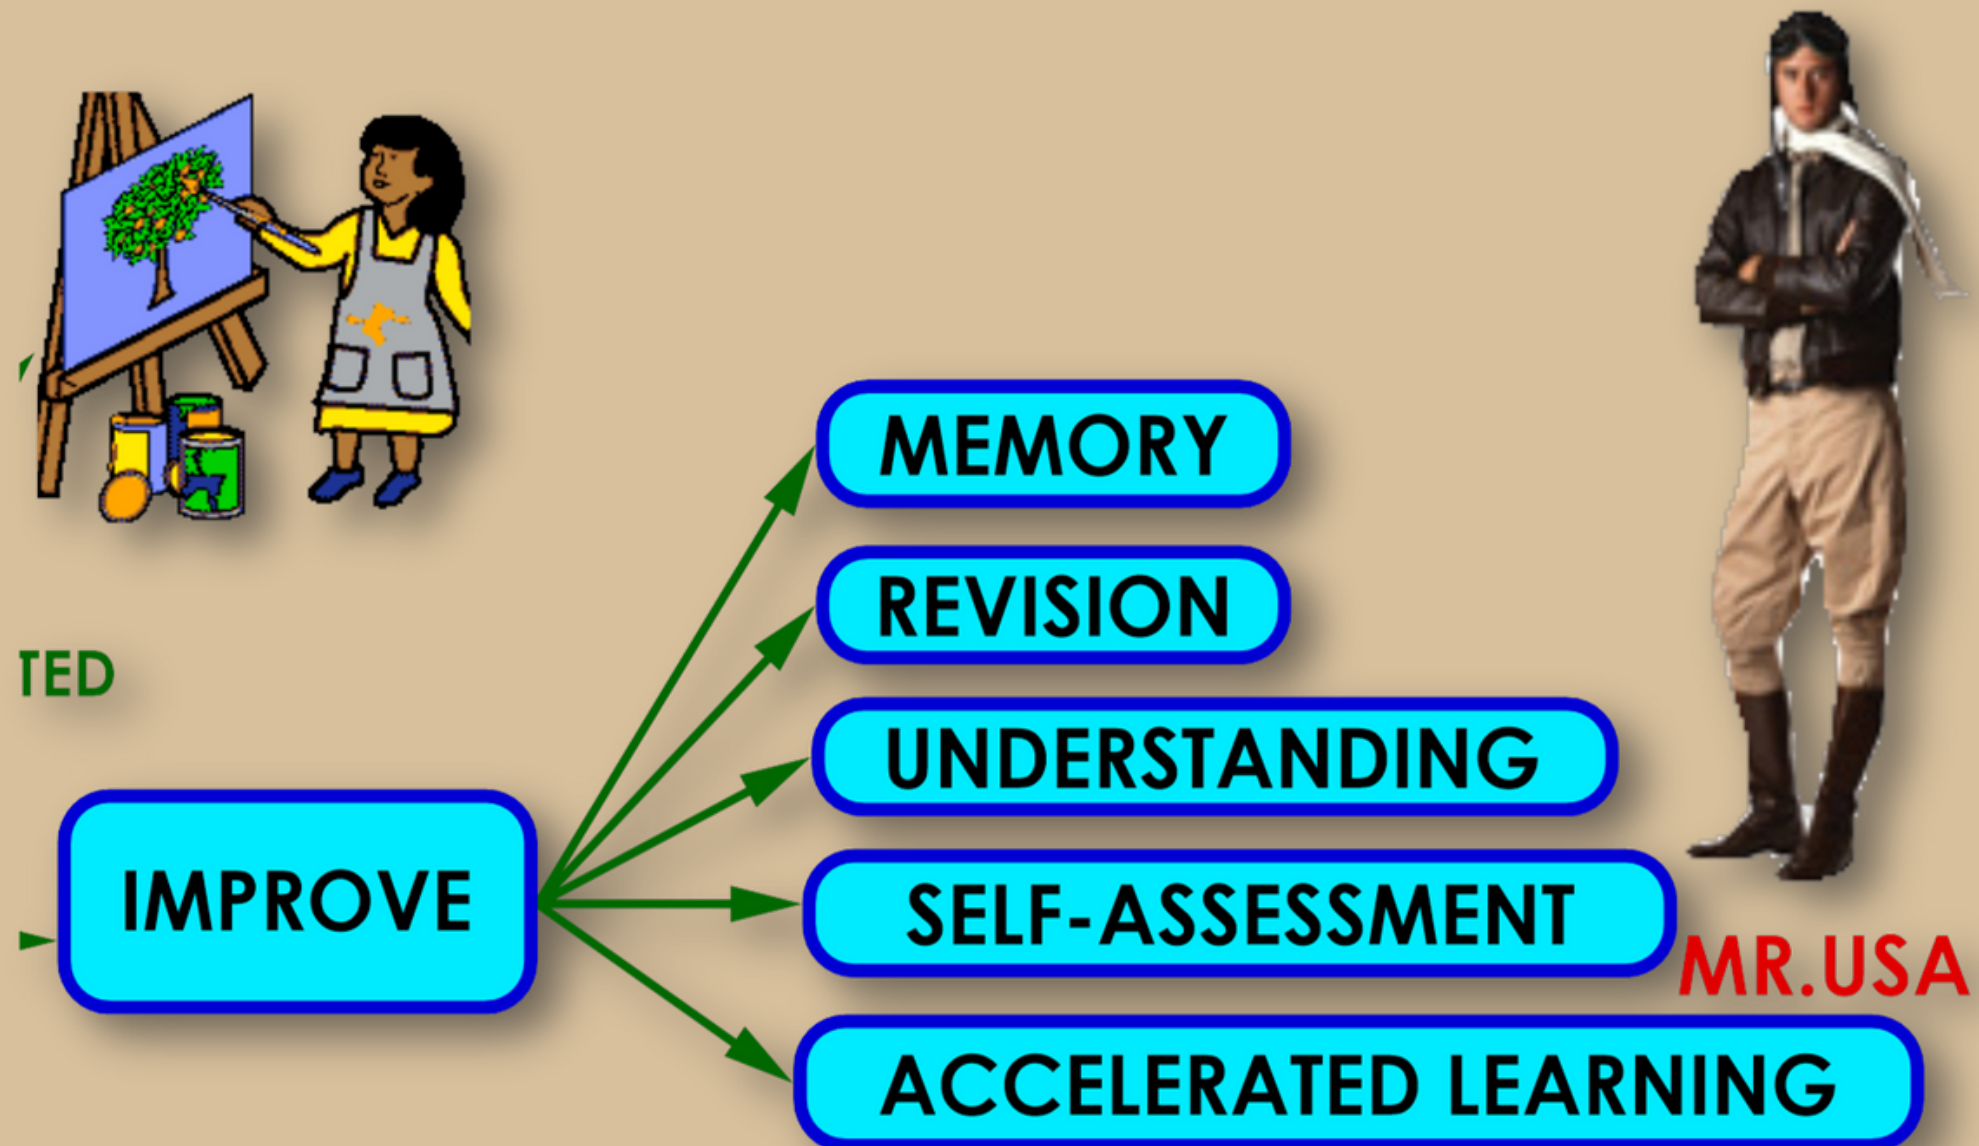 MEMORY
REVISION
TED
UNDERSTANDING
IMPROVE
SELF-ASSESSMENT
MR.USA
ACCELERATED LEARNING